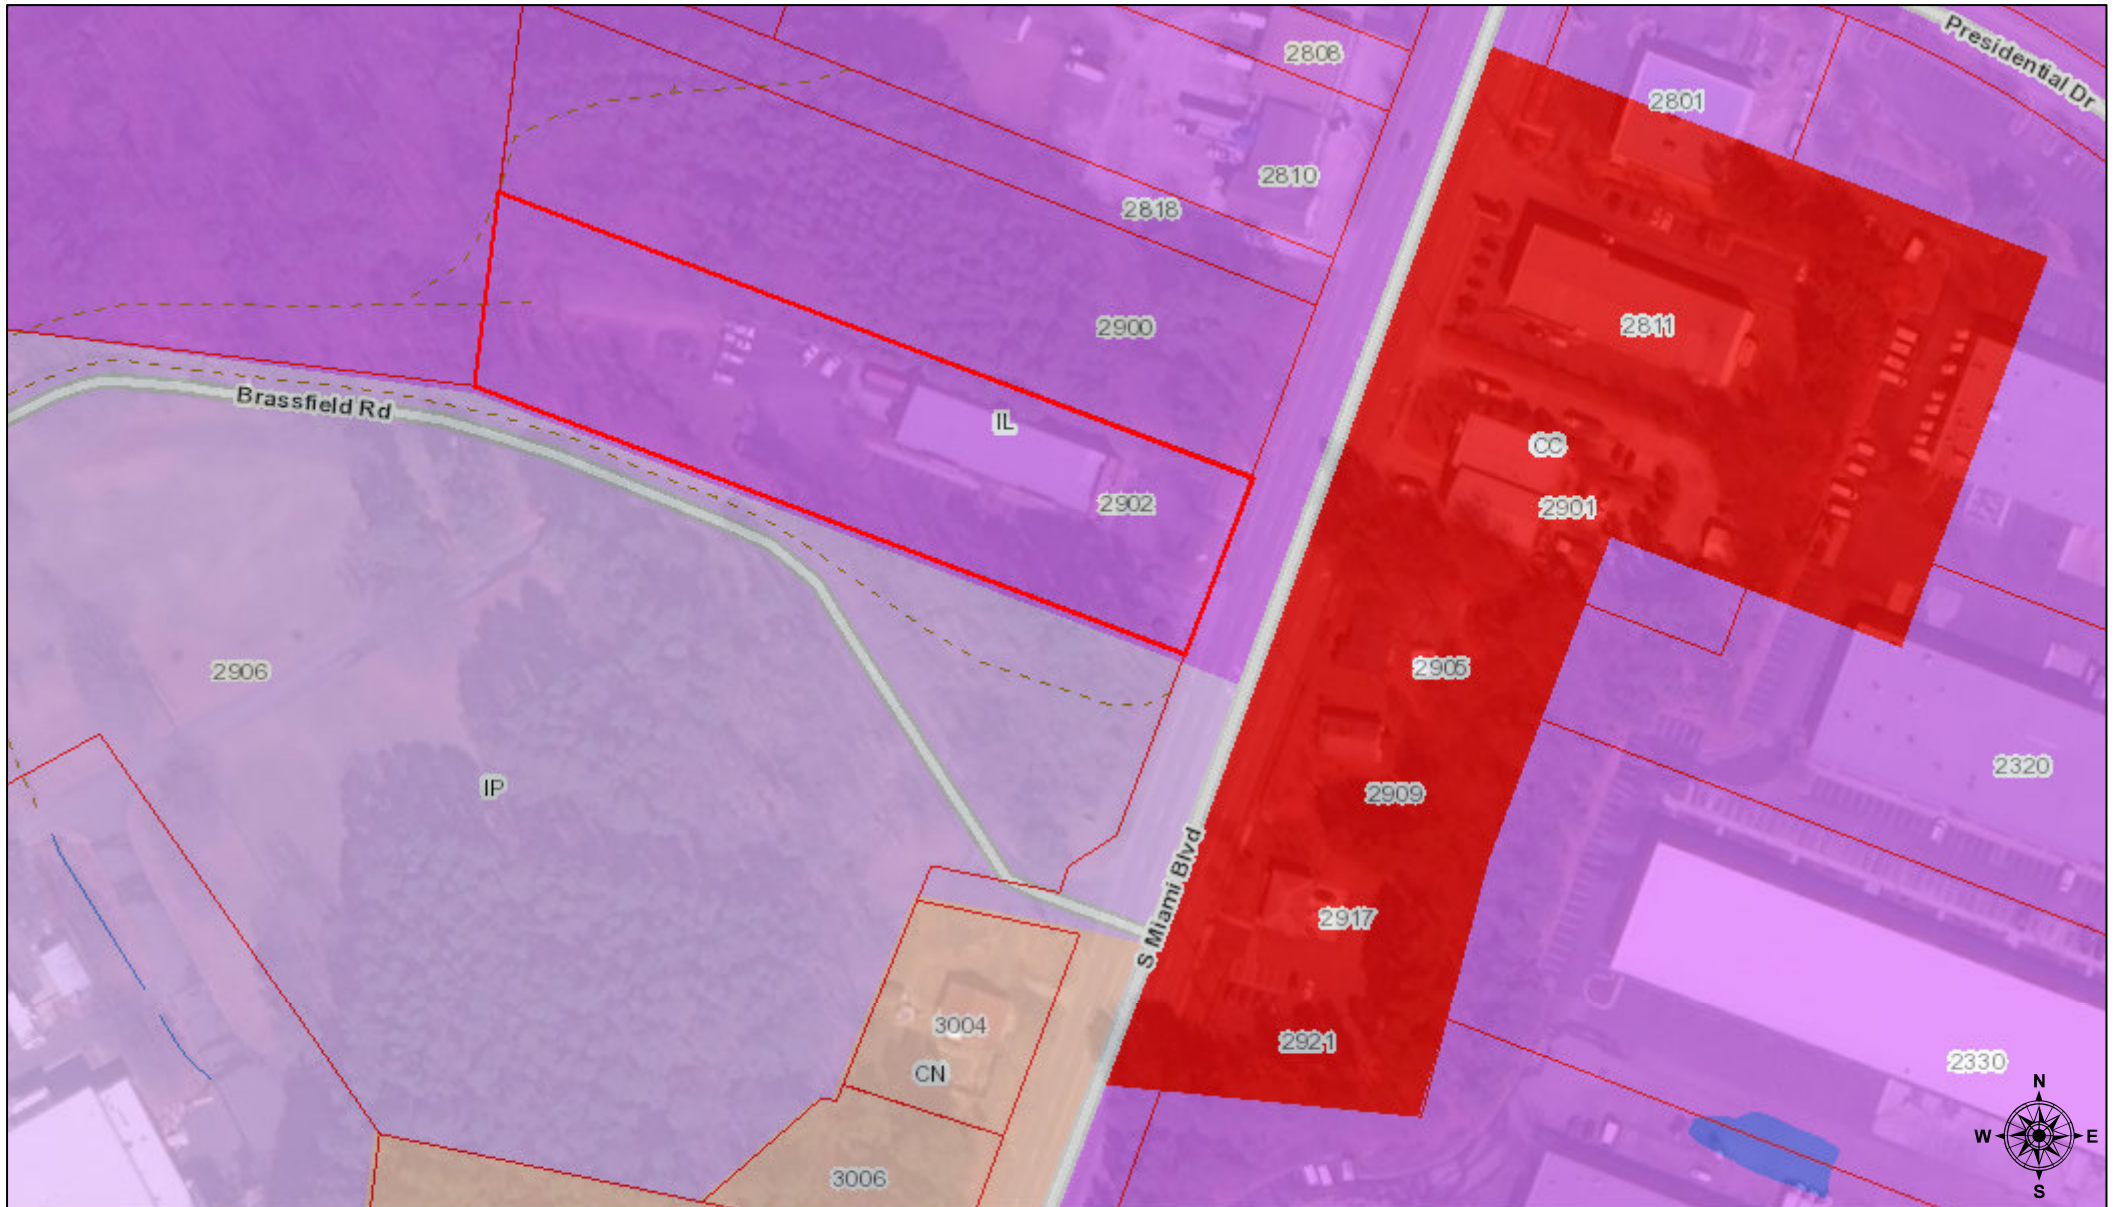 Presidential Dr
2808
2801
2810
2818
2900
2811
Brassfield Rd
IL
CC
2902
2901
2906
2905
2320
IP
2909
S Miami Blvd
2917
3004
2921
2330
CN
3006
N
W
E
S